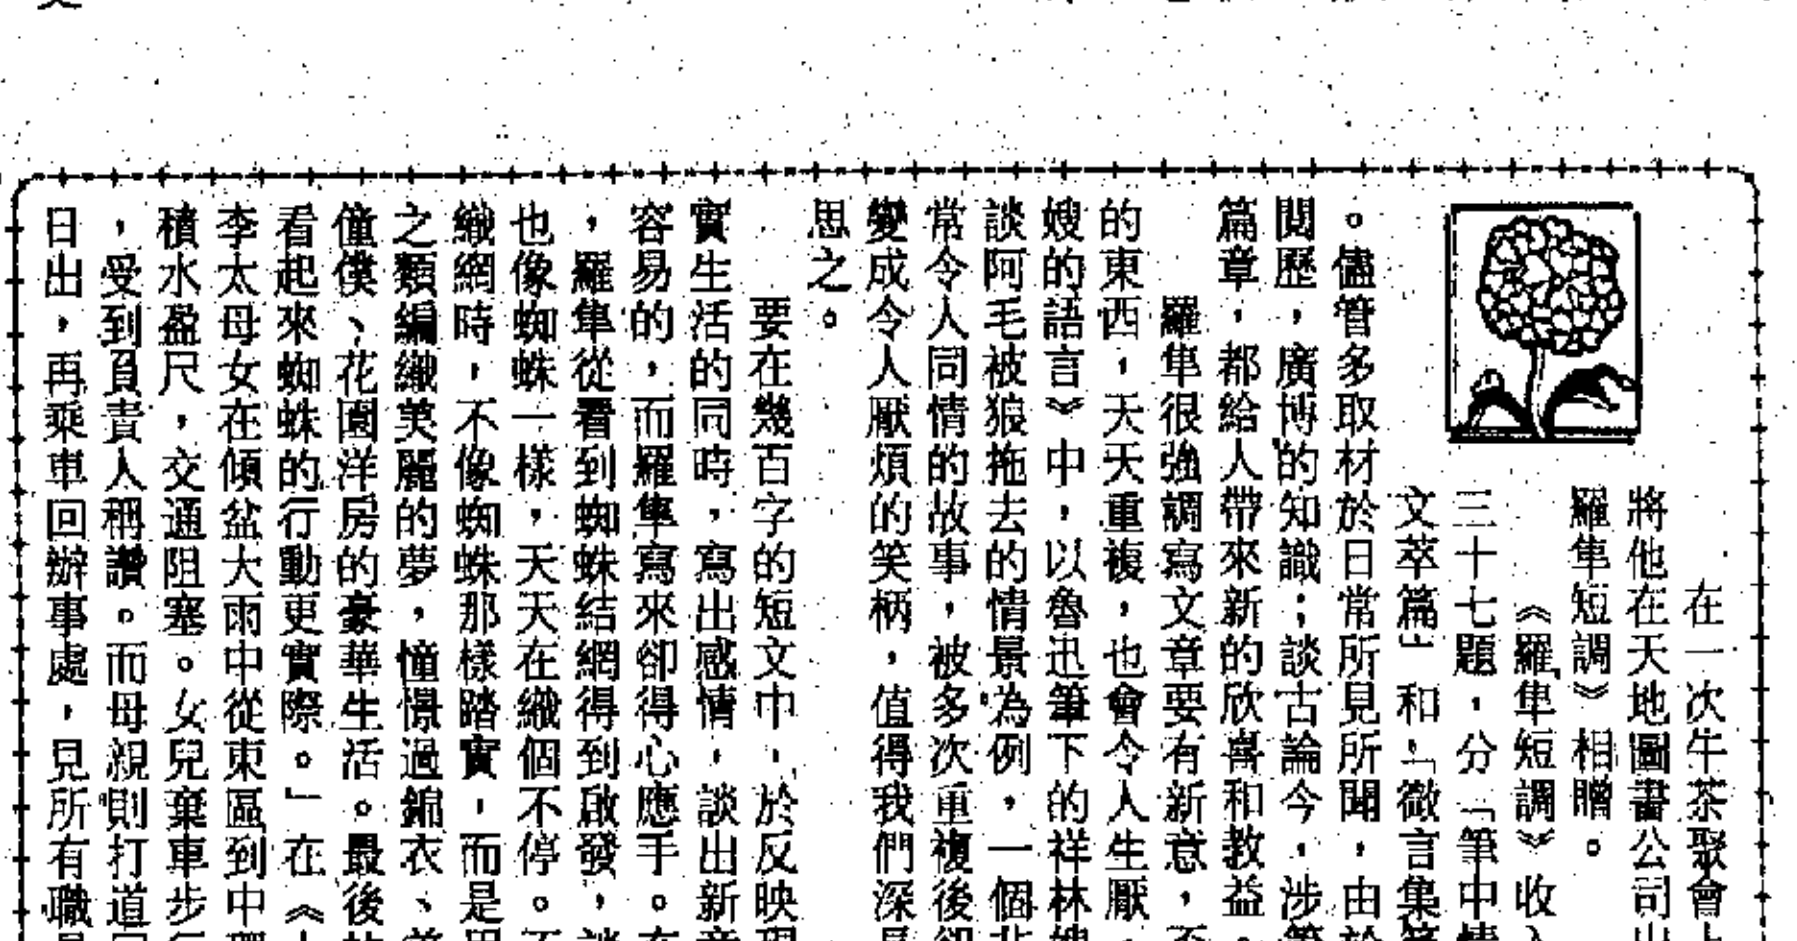 在一次午茶聚會
將他在天地圖書公司
羅隼短調》相贈。
《羅隼短調》收
三十七題,分「筆中情
文萃篇」和「微言集
。儘管多取材於日常所見所聞,由於
閱歷,廣博的知識;談古論今,涉
篇章,都給人帶來新的欣喜和教益。
羅隼很強調寫文章要有新意,否
的東西,天天重複,也會令人生厭。
嫂的語言》中,以魯迅筆下的祥林嫂
談阿毛被狼拖去的情景為例,一個非
常令人同情的故事,被多次重複後卻
變成令人厭煩的笑柄,值得我們深
思之。
要在幾百字的短文中,於反映現
實生活的同時,寫出感情,談出新意
容易的,而羅隼寫來卻得心應手。在
,羅隼從看到蜘蛛結網得到啟發,談
也像蜘蛛一樣,天天在織個不停。不
織網時,不像蜘蛛那樣踏實,而是用
之類編織美麗的夢,憧憬過錦衣、美
僮僕、花園洋房的豪華生活。最後
看起來蜘蛛的行動更實際。」在《
李太母女在傾盆大雨中從東區到中環
積水盈尺,交通阻塞。女兒棄車步行
,受到負責人稱讚。而母親則打道回
日出,再乘車回辦事處,見所有職員